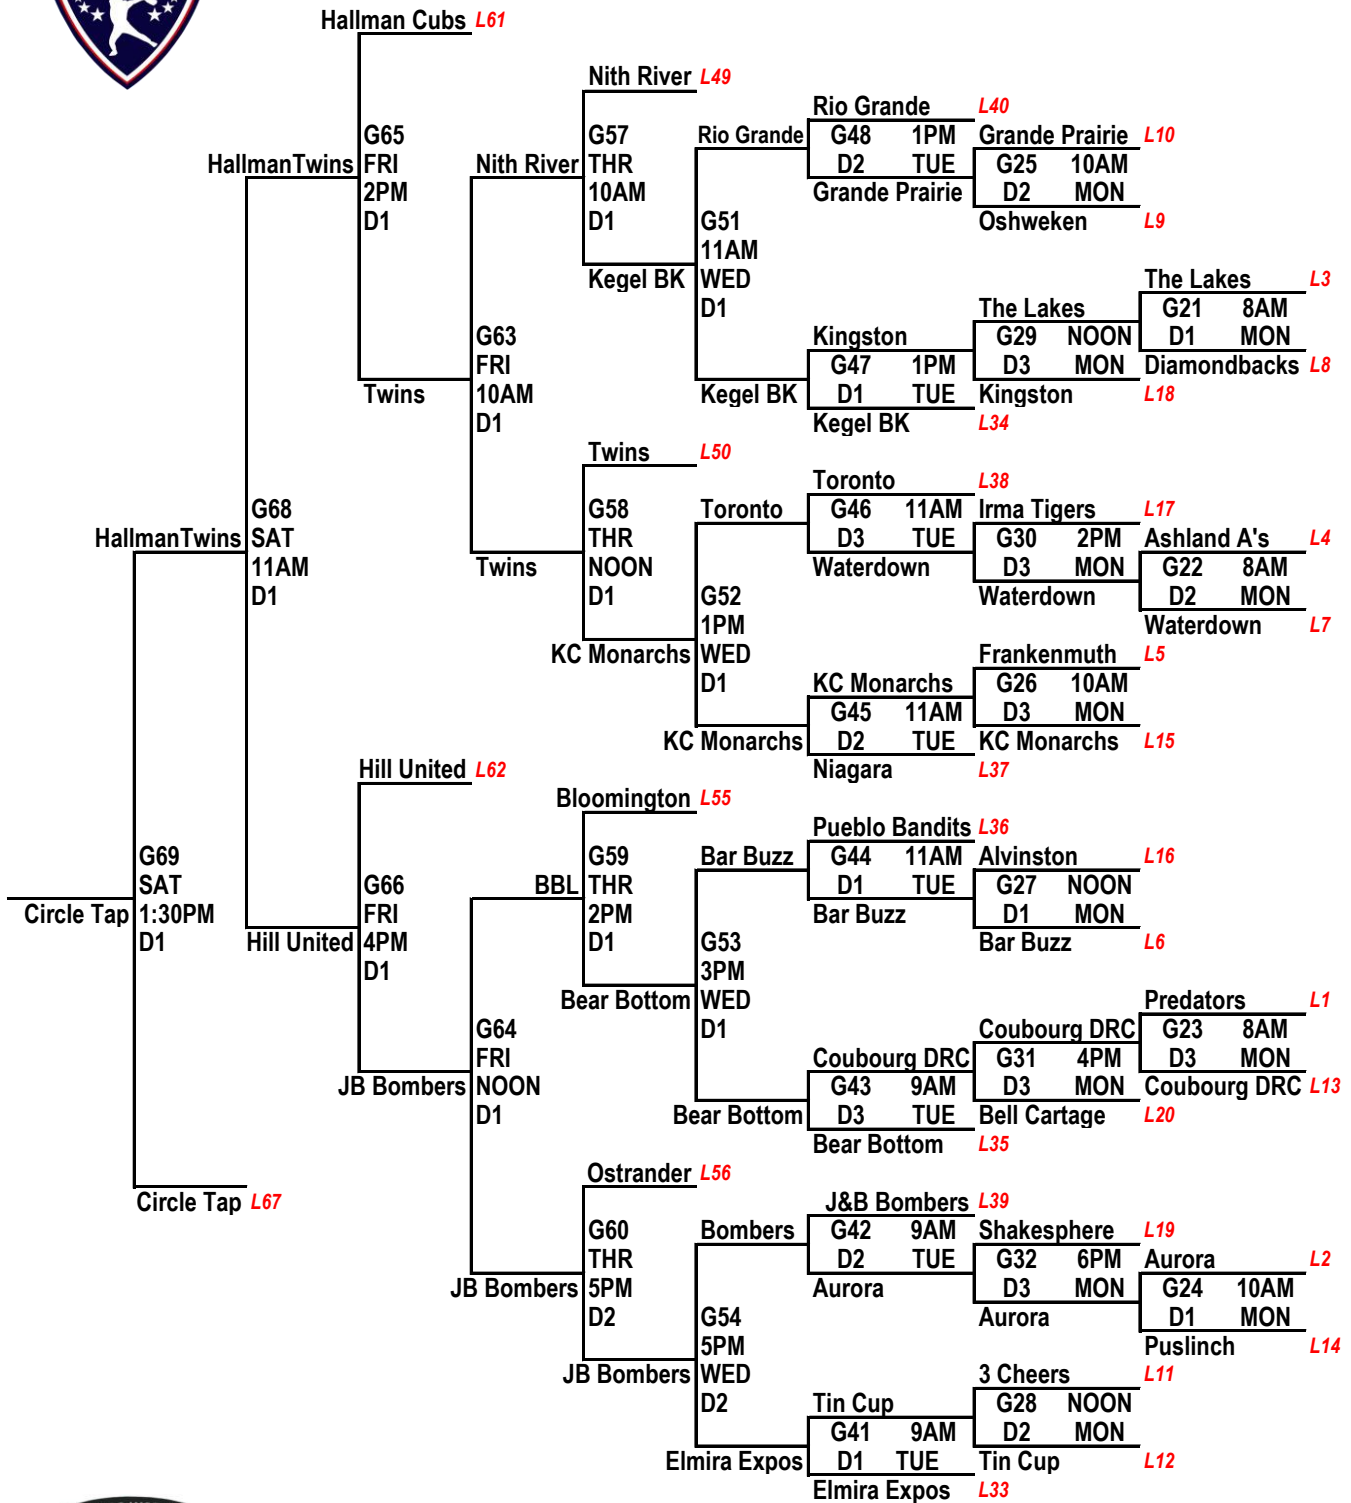 Hallman Cubs L61
Nith River L49
Rio Grande L40
G65 G57 Rio Grande G48 1PM Grande Prairie L10
HallmanTwins FRI Nith River THR D2 TUE G25 10AM
2PM 10AM Grande Prairie D2 MON
D1 D1 G51 Oshweken L9
11AM
Kegel BK WED The Lakes L3
D1 The Lakes G21 8AM
G63 Kingston G29 NOON D1 MON
FRI G47 1PM D3 MON Diamondbacks L8
Twins 10AM Kegel BK D1 TUE Kingston L18
D1 Kegel BK L34
Twins L50
Toronto L38
G68 G58 Toronto G46 11AM Irma Tigers L17
HallmanTwins SAT THR D3 TUE G30 2PM Ashland A's L4
11AM Twins NOON Waterdown D3 MON G22 8AM
D1 D1 G52 Waterdown D2 MON
1PM Waterdown L7
KC Monarchs WED Frankenmuth L5
D1 KC Monarchs G26 10AM
G45 11AM D3 MON
KC Monarchs D2 TUE KC Monarchs L15
Hill United L62 Niagara L37
Bloomington L55
Pueblo Bandits L36
G69 G59 Bar Buzz G44 11AM Alvinston L16
SAT G66 BBL THR D1 TUE G27 NOON
Circle Tap 1:30PM FRI 2PM Bar Buzz D1 MON
D1 Hill United 4PM D1 G53 Bar Buzz L6
D1 3PM
Bear Bottom WED Predators L1
G64 D1 Coubourg DRC G23 8AM
FRI Coubourg DRC G31 4PM D3 MON
JB Bombers NOON G43 9AM D3 MON Coubourg DRC L13
D1 Bear Bottom D3 TUE Bell Cartage L20
Bear Bottom L35
Ostrander L56
Circle Tap L67 J&B Bombers L39
G60 Bombers G42 9AM Shakesphere L19
THR D2 TUE G32 6PM Aurora L2
JB Bombers 5PM Aurora D3 MON G24 10AM
D2 G54 Aurora D1 MON
5PM Puslinch L14
JB Bombers WED 3 Cheers L11
D2 Tin Cup G28 NOON
G41 9AM D2 MON
Elmira Expos D1 TUE Tin Cup L12
Elmira Expos L33